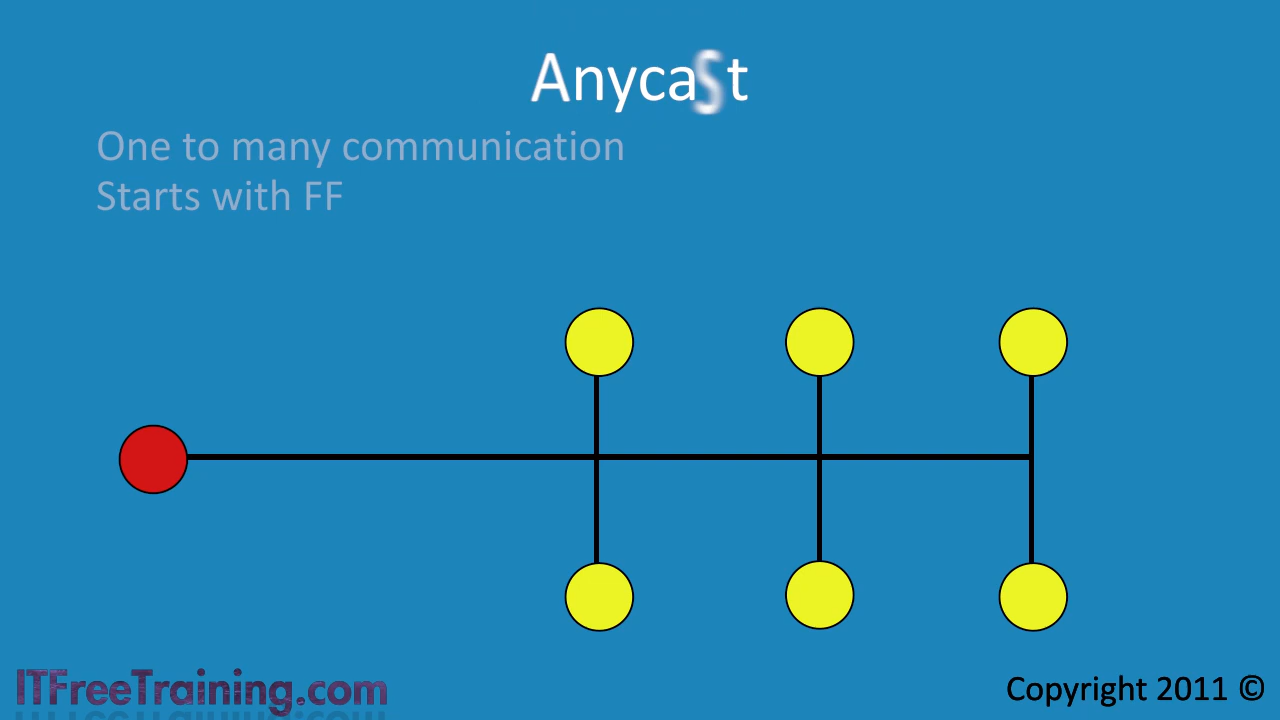 Anycast
One to many communication
Starts with FF
ITFreeTraining.com
Copyright 2011 ©